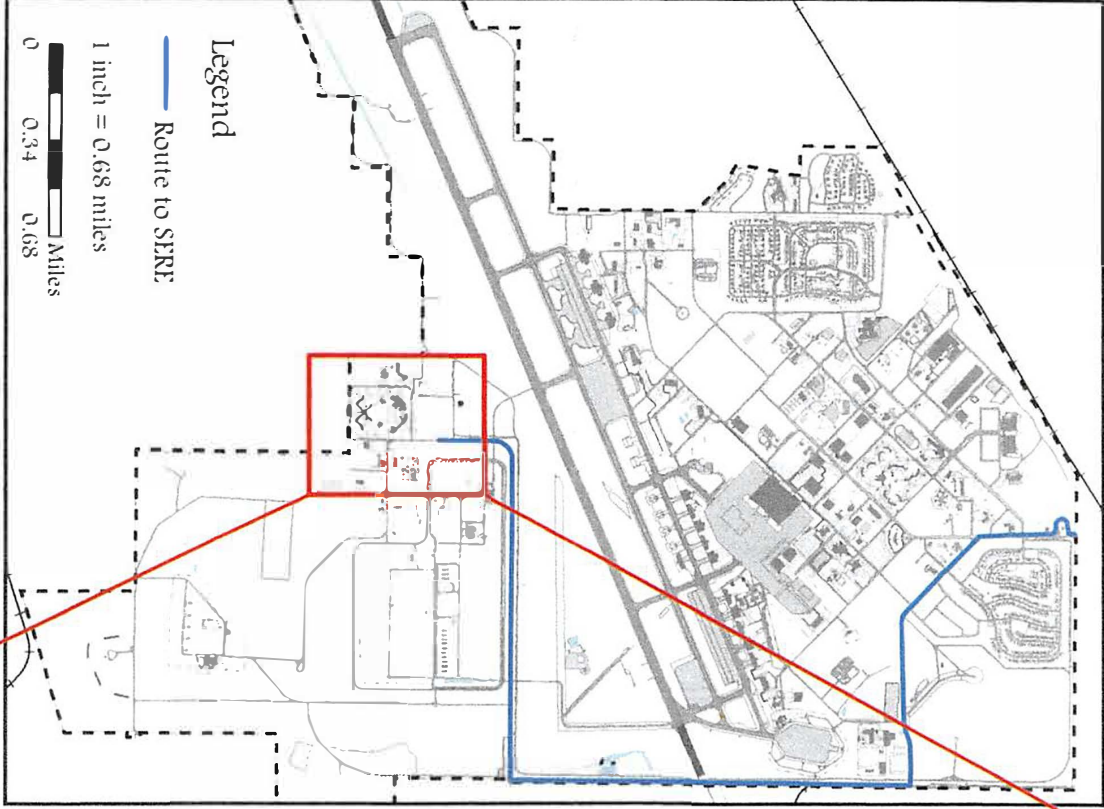 Legend
Route to SERE
1 inch = 0.68 miles
Miles
0 0.34 0.68